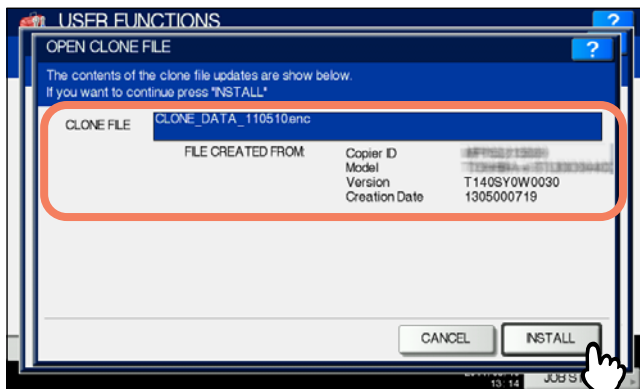 USER FUNCTIONS
?
OPEN CLONE FILE
?
The contents of the clone file updates are show below.
If you want to continue press "INSTALL"
CLONE FILE
CLONE_DATA_110510.enc
FILE CREATED FROM:
Copier ID
Model
Version T140SY0W0030
Creation Date 1305000719
CANCEL
INSTALL
13:14